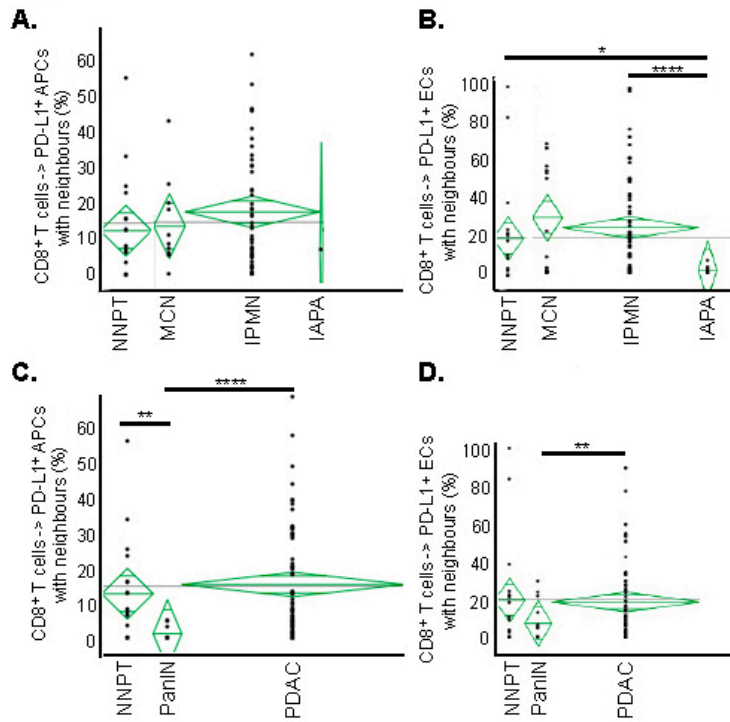 A.
CD8⁺ T cells-> PD-L1⁺ APCs
with neighbours (%)
60
50
40
30
20
10
0
NNPT
MCN
IPMN
IAPA
B.
*
****
CD8⁺ T cells-> PD-L1+ ECs
with neighbours (%)
100
80
60
40
20
0
NNPT
MCN
IPMN
IAPA
C.
****
**
CD8⁺ T cells-> PD-L1⁺ APCs
with neighbours (%)
60
50
40
30
20
10
0
NNPT
PanIN
PDAC
D.
**
CD8⁺ T cells-> PD-L1+ ECs
with neighbours (%)
100
80
60
40
20
0
NNPT
PanIN
PDAC